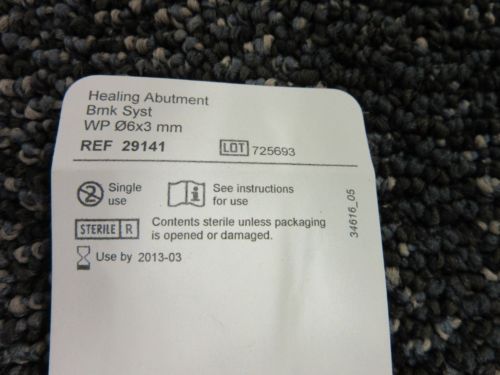 Healing Abutment
Bmk Syst
WP Ø6x3 mm
REF 29141
LOT 725693
2 Single
use
i See instructions
for use
STERILE R Contents sterile unless packaging
is opened or damaged.
Use by 2013-03
34616_05